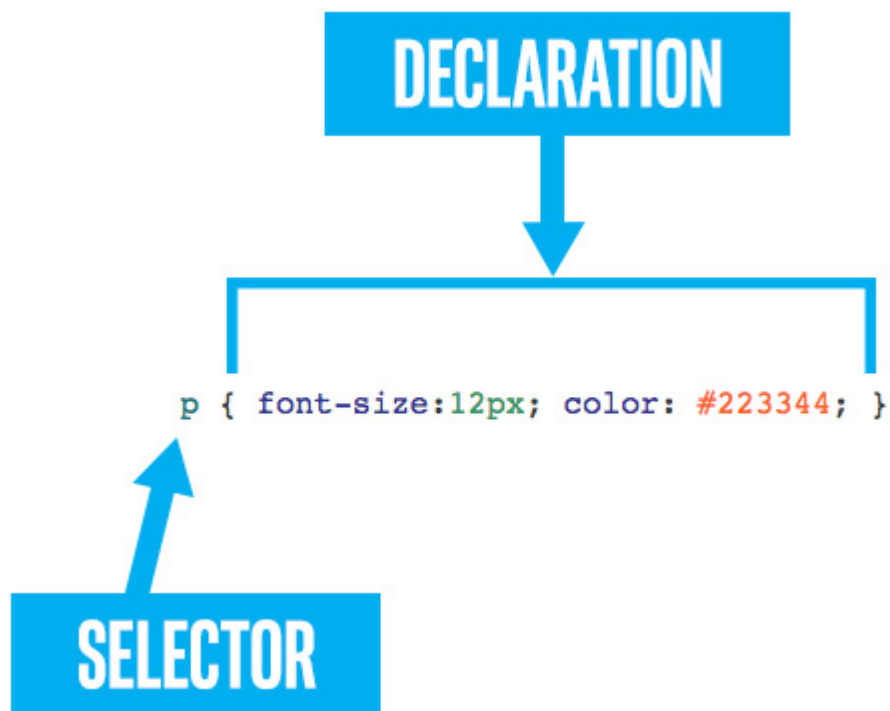 DECLARATION
p { font-size:12px; color: #223344; }
SELECTOR